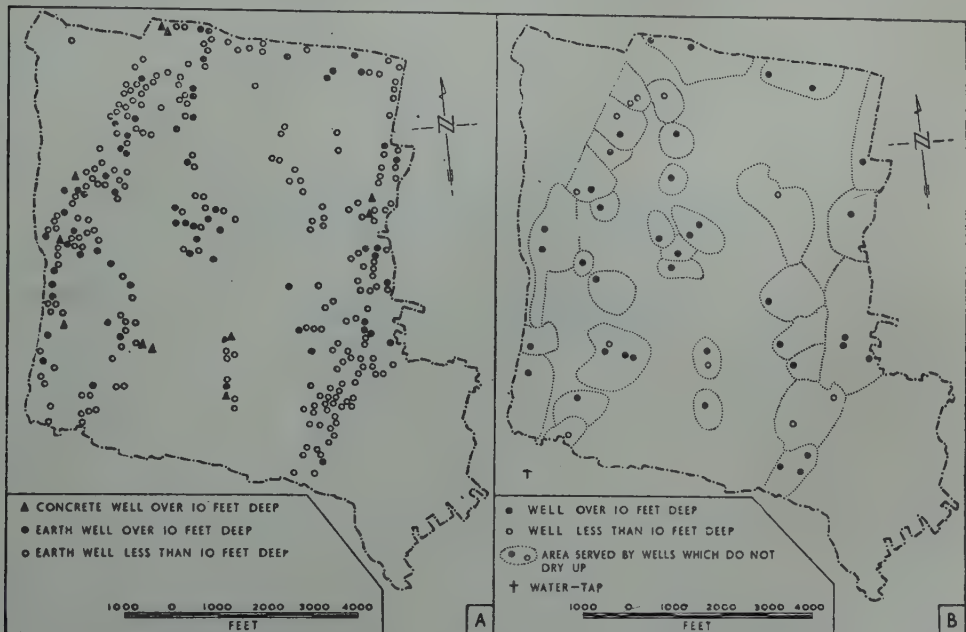 N
▲ CONCRETE WELL OVER 10 FEET DEEP
● EARTH WELL OVER 10 FEET DEEP
○ EARTH WELL LESS THAN 10 FEET DEEP
1000 0 1000 2000 3000 4000
FEET
A
N
● WELL OVER 10 FEET DEEP
○ WELL LESS THAN 10 FEET DEEP
AREA SERVED BY WELLS WHICH DO NOT
DRY UP
✝ WATER-TAP
1000 0 1000 2000 3000 4000
FEET
B